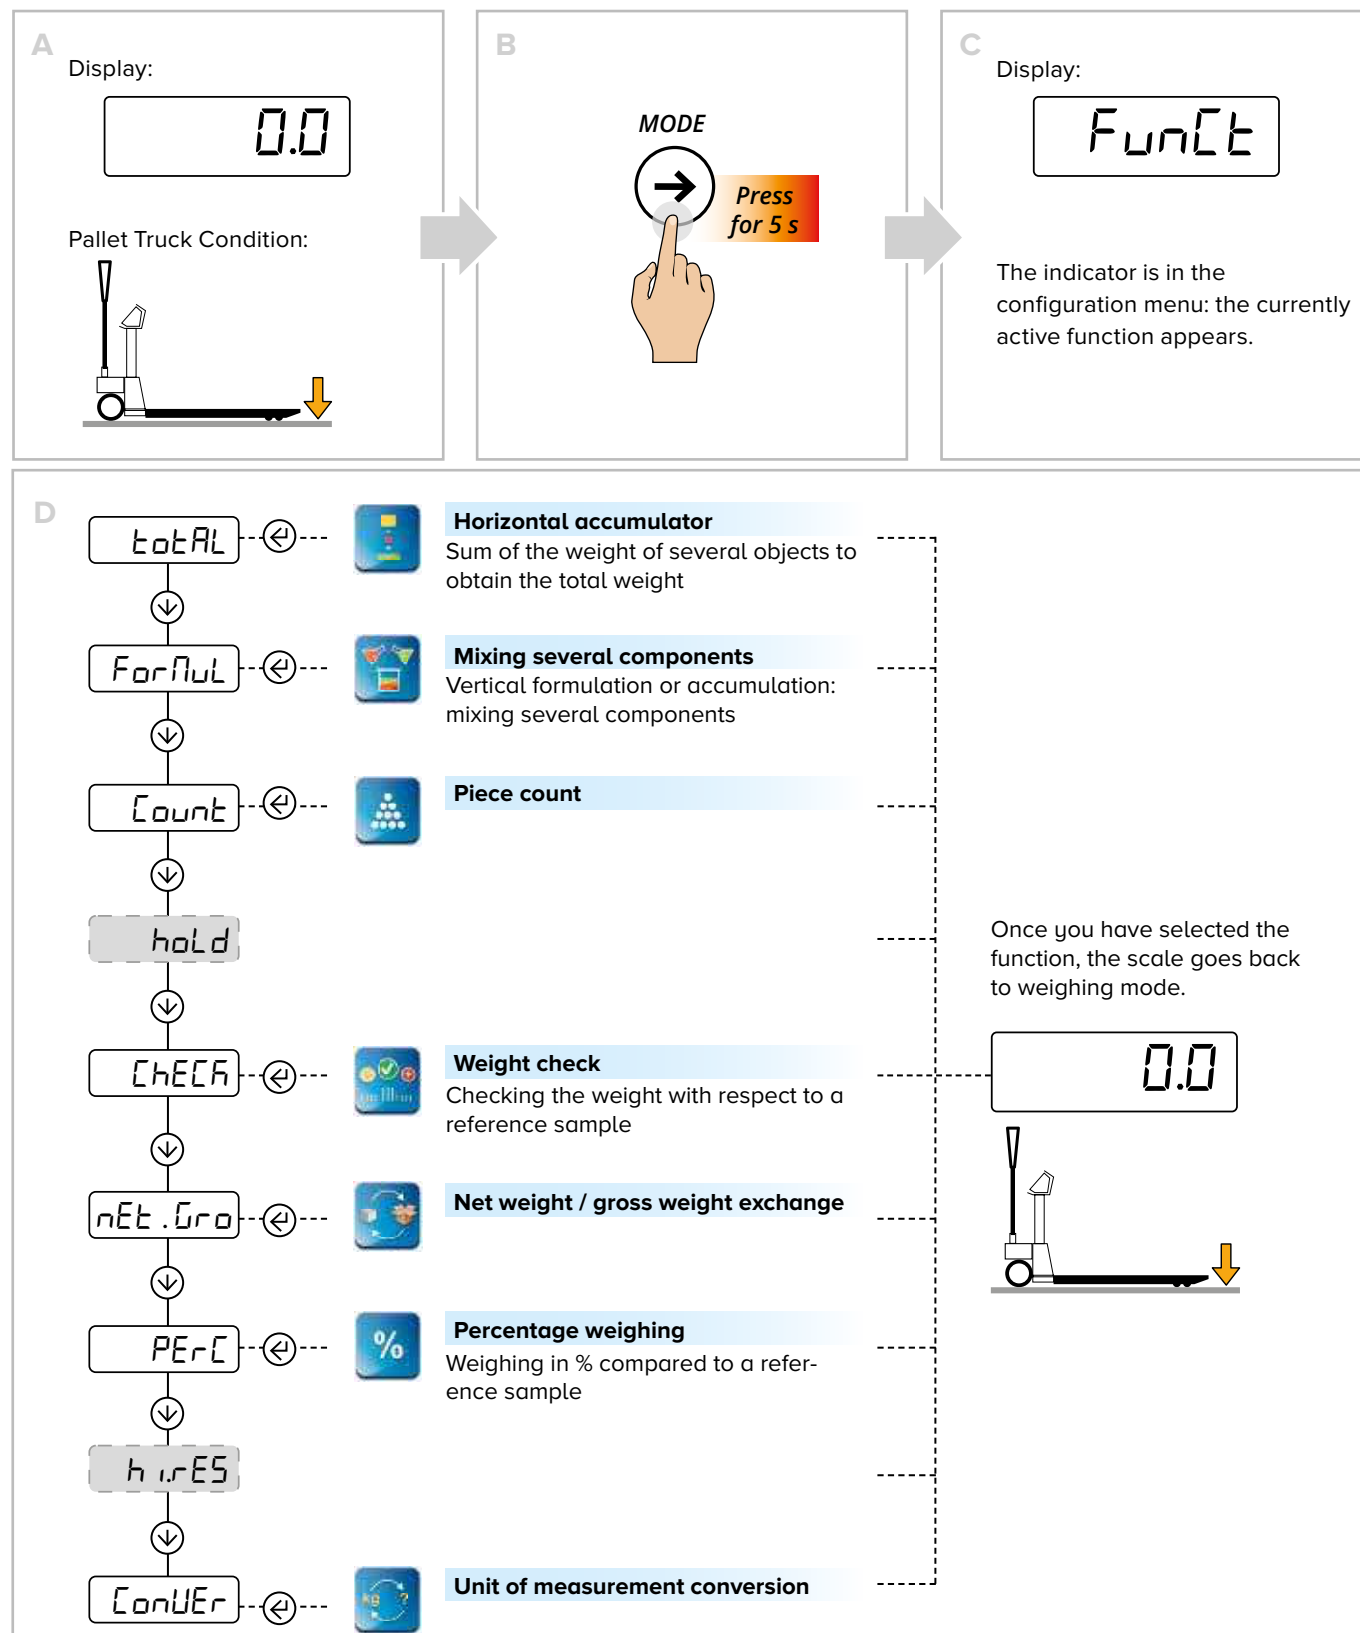 A
Display:
0.0
Pallet Truck Condition:
B
MODE
Press
for 5 s
C
Display:
FunCt
The indicator is in the
configuration menu: the currently
active function appears.
D
totAL
Horizontal accumulator
Sum of the weight of several objects to
obtain the total weight
ForMuL
Mixing several components
Vertical formulation or accumulation:
mixing several components
Count
Piece count
hoLd
Once you have selected the
function, the scale goes back
to weighing mode.
0.0
ChECK
Weight check
Checking the weight with respect to a
reference sample
nEt.Gro
Net weight / gross weight exchange
PErC
%
Percentage weighing
Weighing in % compared to a refer-
ence sample
hi.rES
ConVEr
kg ?
Unit of measurement conversion